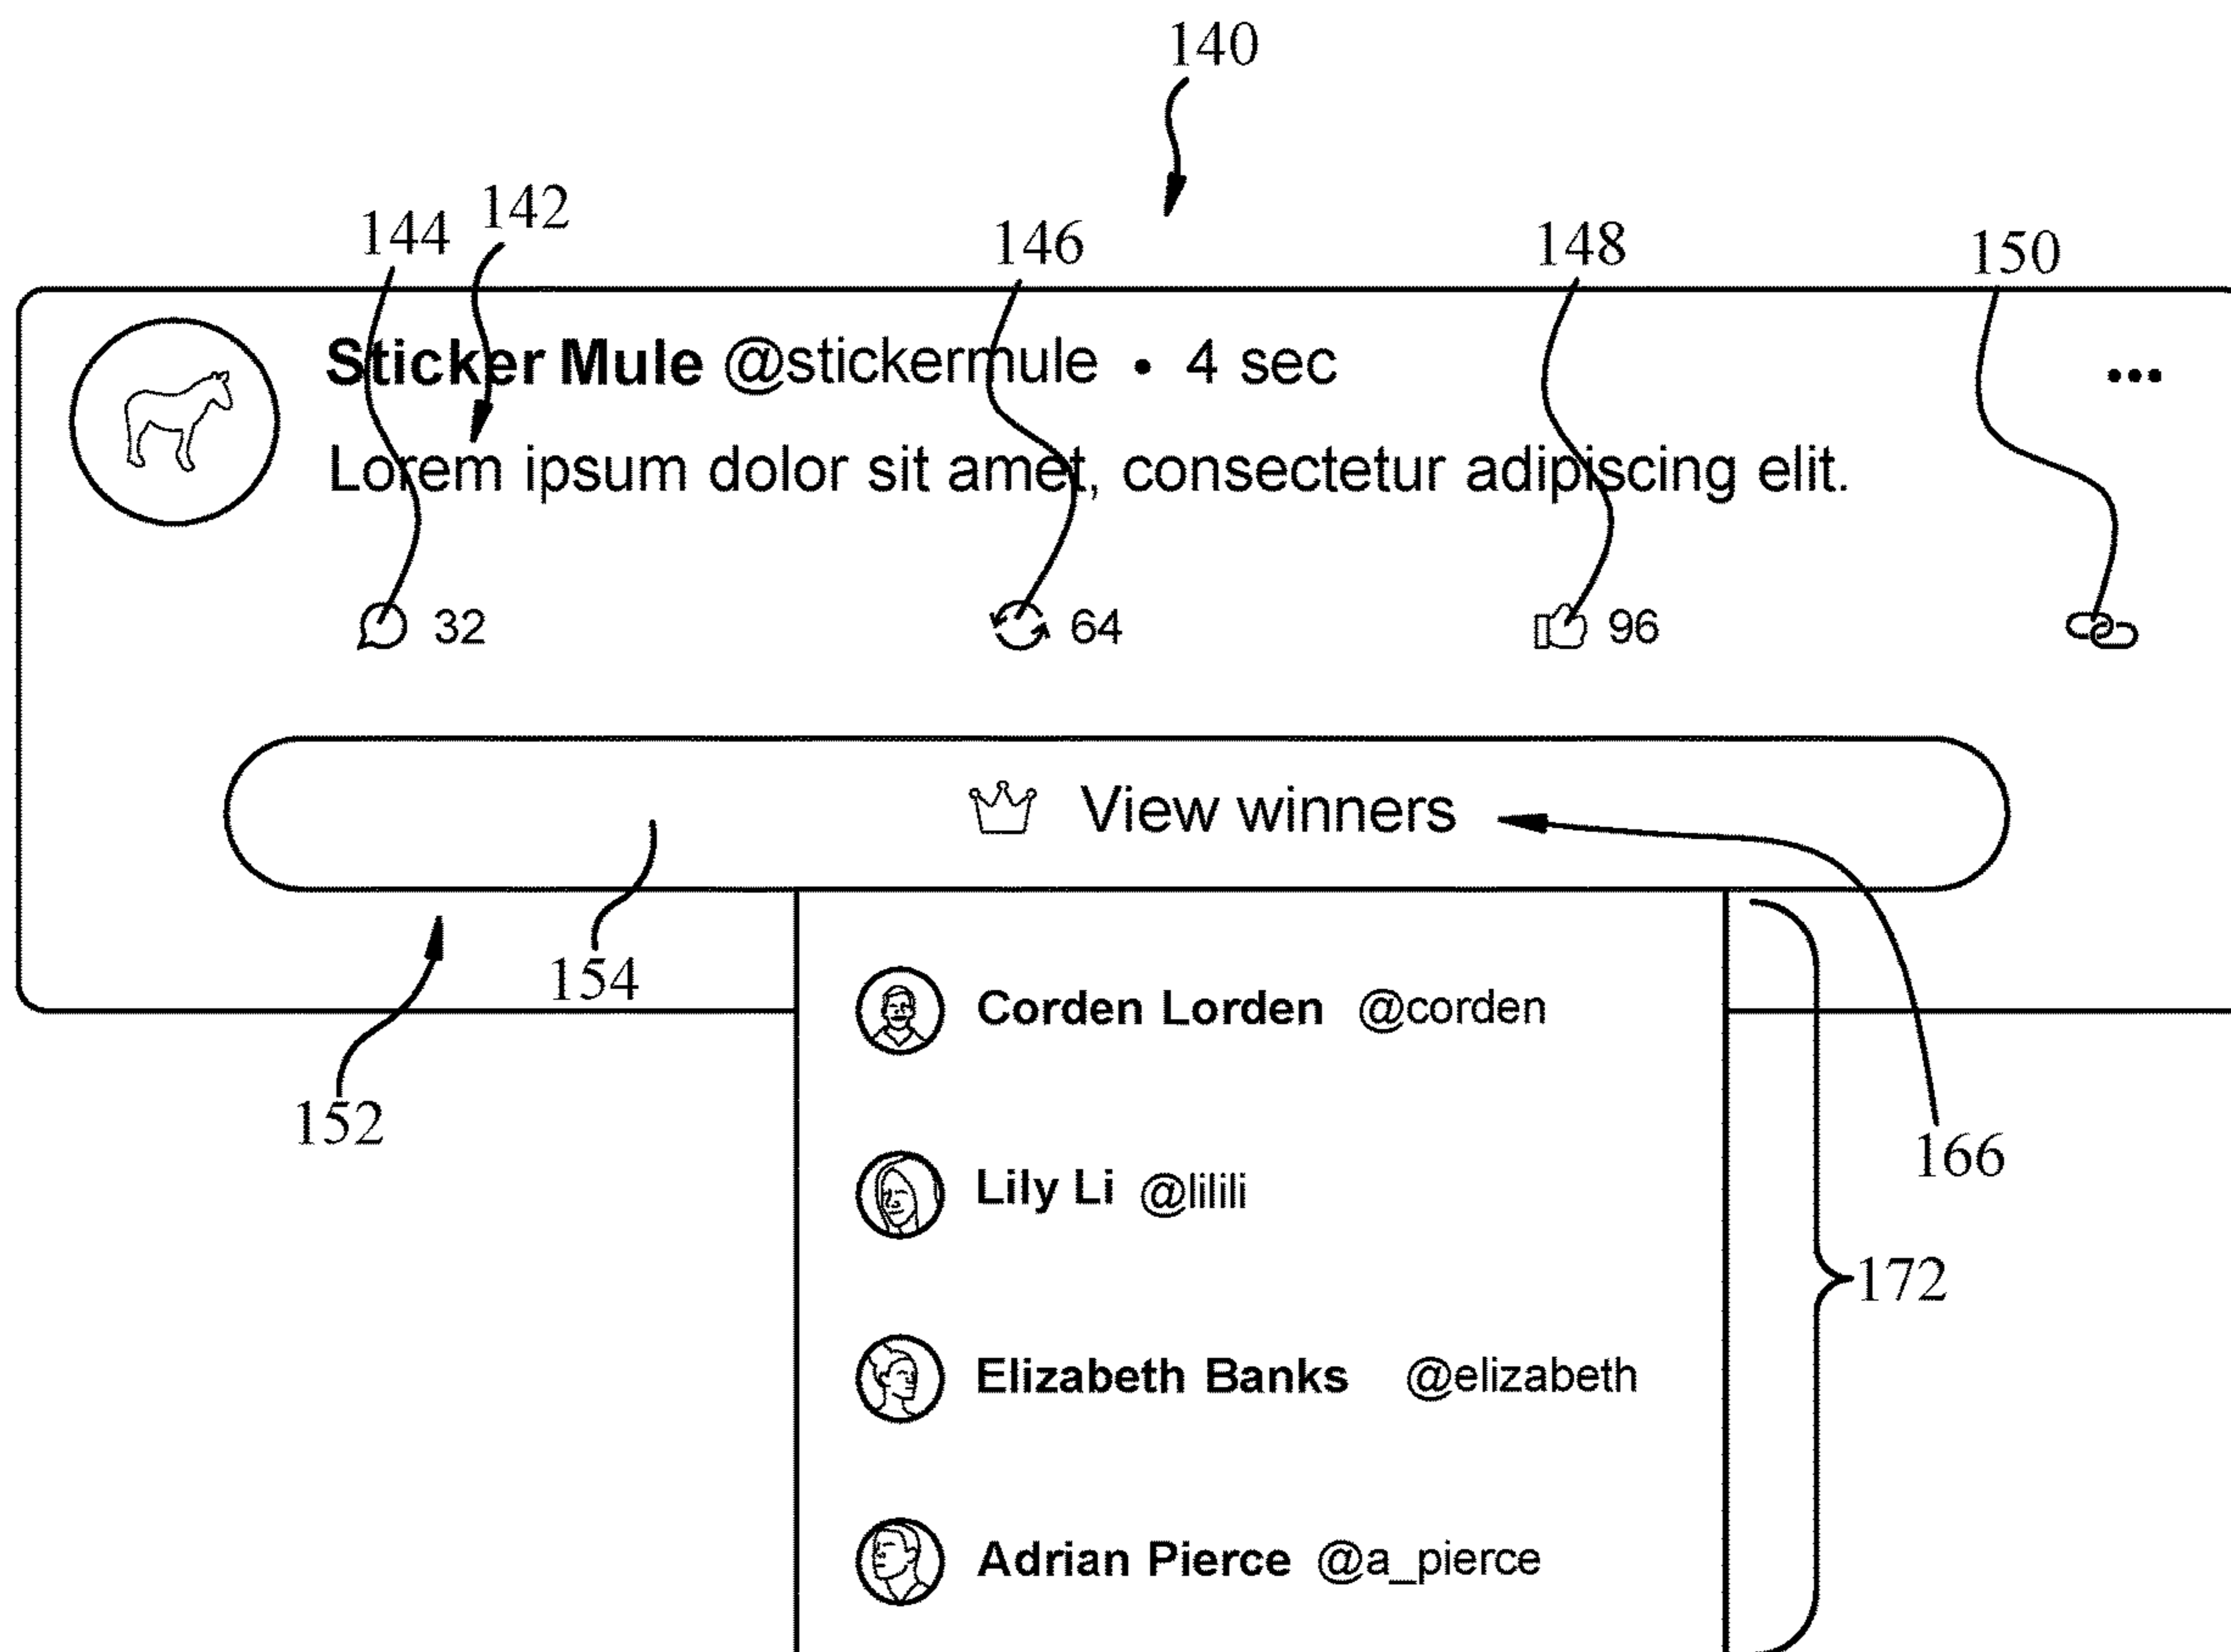 140
144 142 146 148 150
Sticker Mule @stickermule • 4 sec •••
Lorem ipsum dolor sit amet, consectetur adipiscing elit.
32 64 96
View winners
154
Corden Lorden @corden
152
166
Lily Li @lilili
172
Elizabeth Banks @elizabeth
Adrian Pierce @a_pierce